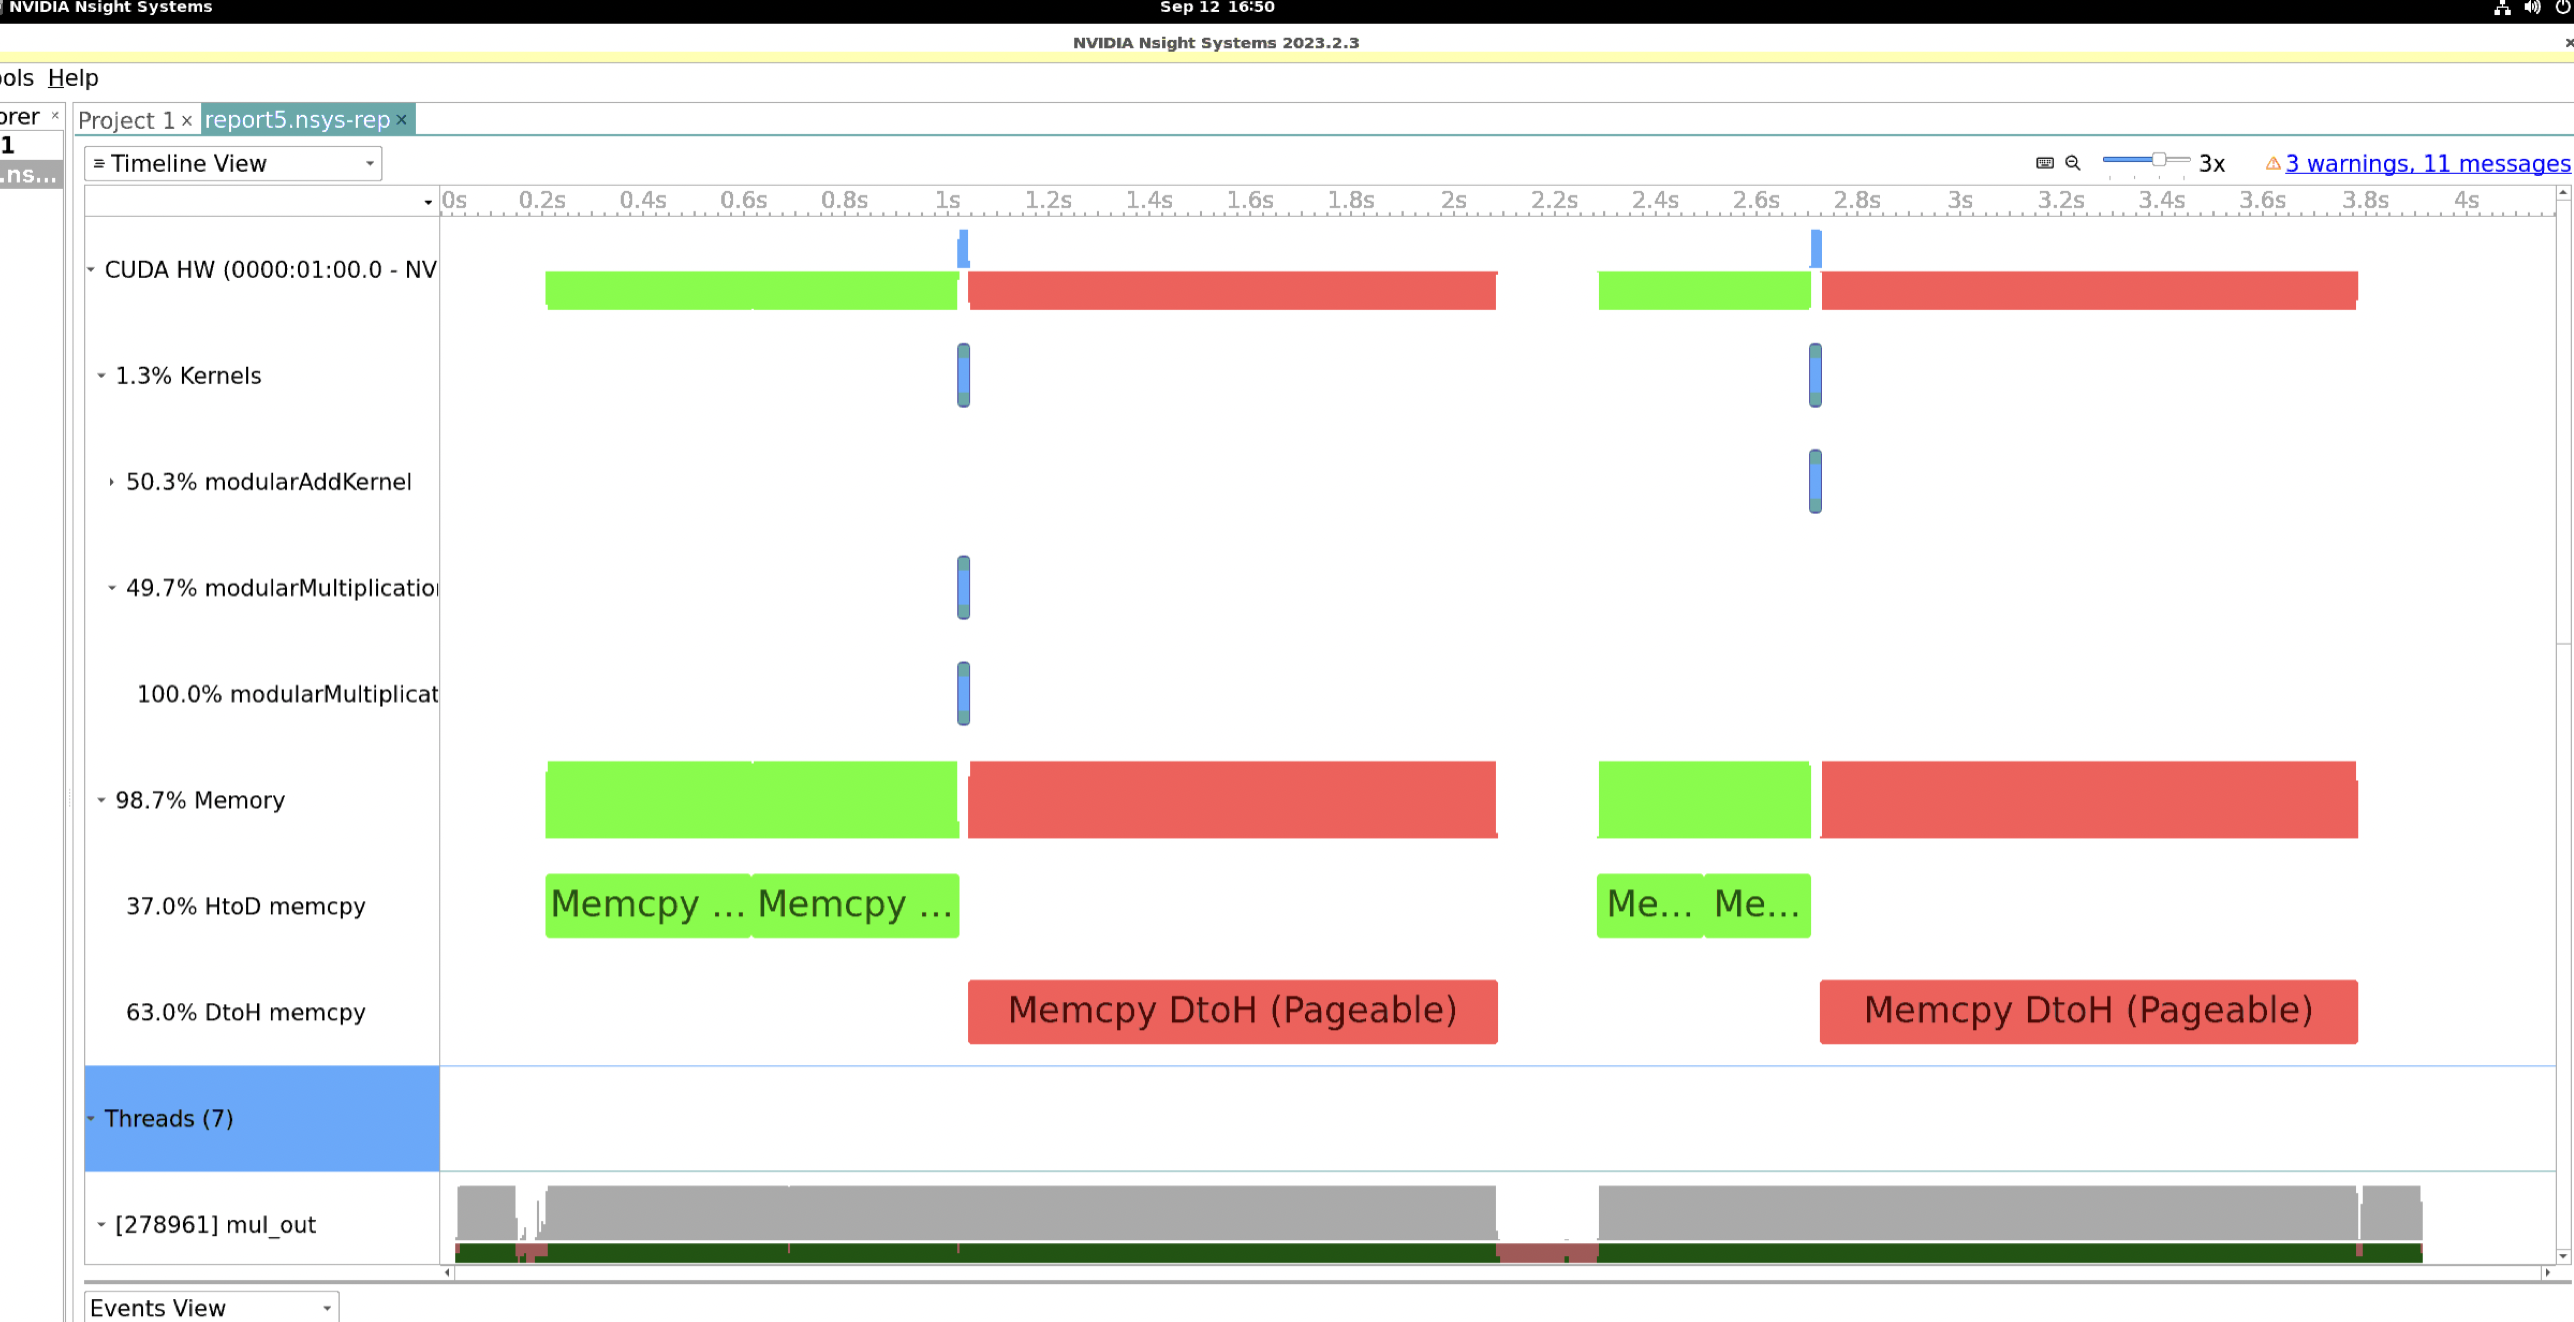 NVIDIA Nsight Systems
Sep 12 16:50
NVIDIA Nsight Systems 2023.2.3
ools Help
orer
Project 1
report5.nsys-rep
1
.ns...
Timeline View
3x
3 warnings, 11 messages
0s 0.2s 0.4s 0.6s 0.8s 1s 1.2s 1.4s 1.6s 1.8s 2s 2.2s 2.4s 2.6s 2.8s 3s 3.2s 3.4s 3.6s 3.8s 4s
CUDA HW (0000:01:00.0 - NV
1.3% Kernels
50.3% modularAddKernel
49.7% modularMultiplicatio
100.0% modularMultiplicat
98.7% Memory
37.0% HtoD memcpy
Memcpy ... Memcpy ... Me... Me...
63.0% DtoH memcpy
Memcpy DtoH (Pageable) Memcpy DtoH (Pageable)
Threads (7)
[278961] mul_out
Events View